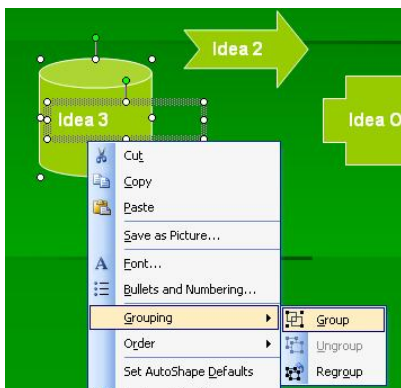 Idea 2
Idea 3
Idea O
Cut
Copy
Paste
Save as Picture...
Font...
Bullets and Numbering...
Grouping
Group
Order
Ungroup
Set AutoShape Defaults
Regroup